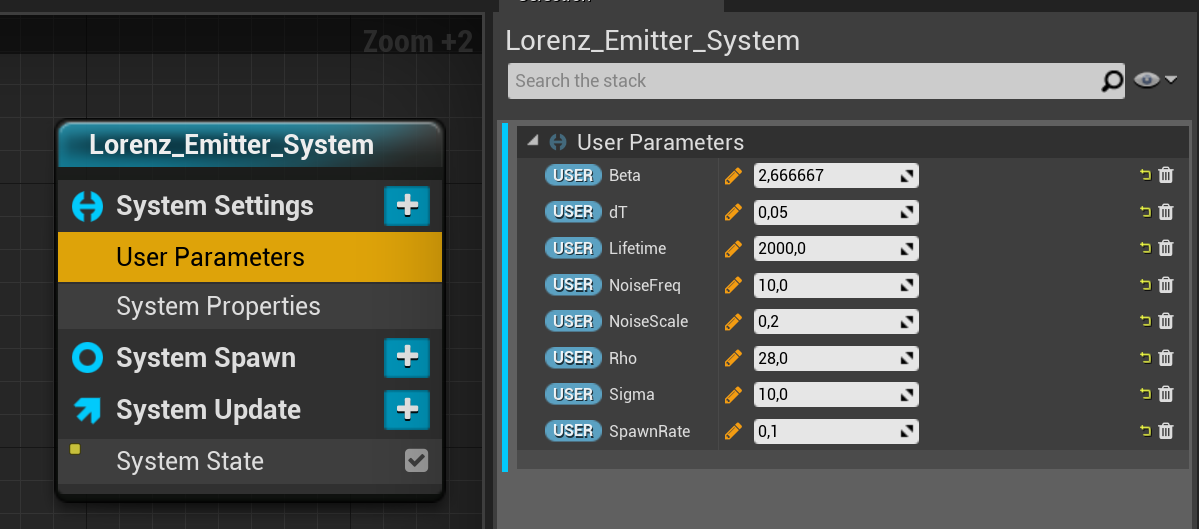 Zoom +2
Lorenz_Emitter_System
System Settings
User Parameters
System Properties
System Spawn
System Update
System State
Lorenz_Emitter_System
Search the stack
User Parameters
USER Beta 2,666667
USER dT 0,05
USER Lifetime 2000,0
USER NoiseFreq 10,0
USER NoiseScale 0,2
USER Rho 28,0
USER Sigma 10,0
USER SpawnRate 0,1